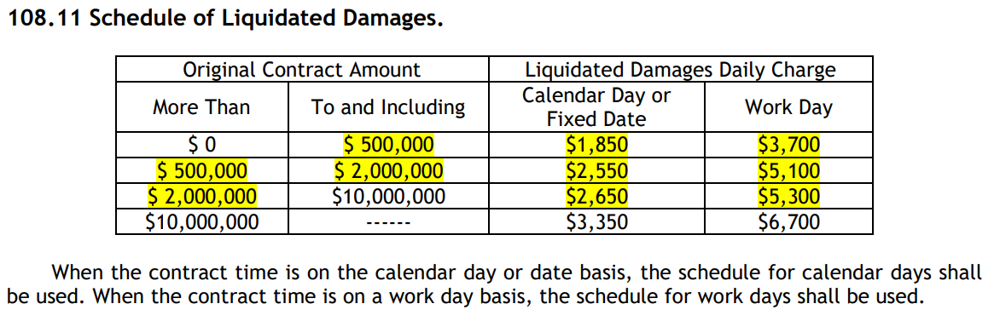 108.11 Schedule of Liquidated Damages.
Original Contract Amount Liquidated Damages Daily Charge
More Than To and Including Calendar Day or Fixed Date Work Day
$ 0 $ 500,000 $1,850 $3,700
$ 500,000 $ 2,000,000 $2,550 $5,100
$ 2,000,000 $10,000,000 $2,650 $5,300
$10,000,000 ------ $3,350 $6,700
When the contract time is on the calendar day or date basis, the schedule for calendar days shall
be used. When the contract time is on a work day basis, the schedule for work days shall be used.